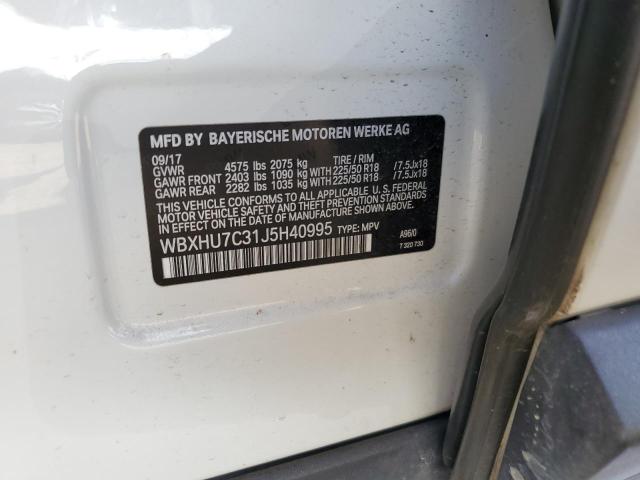 MFD BY BAYERISCHE MOTOREN WERKE AG
09/17
GVWR 4575 lbs 2075 kg TIRE / RIM
GAWR FRONT 2403 lbs 1090 kg WITH 225/50 R18 /7.5Jx18
GAWR REAR 2282 lbs 1035 kg WITH 225/50 R18 /7.5Jx18
THIS VEHICLE CONFORMS TO ALL APPLICABLE U.S. FEDERAL
MOTOR VEHICLE SAFETY, BUMPER, AND THEFT PREVENTION
STANDARDS IN EFFECT ON THE DATE OF MANUFACTURE SHOWN ABOVE.
WBXHU7C31J5H40995 TYPE: MPV A96/0
T 320 730